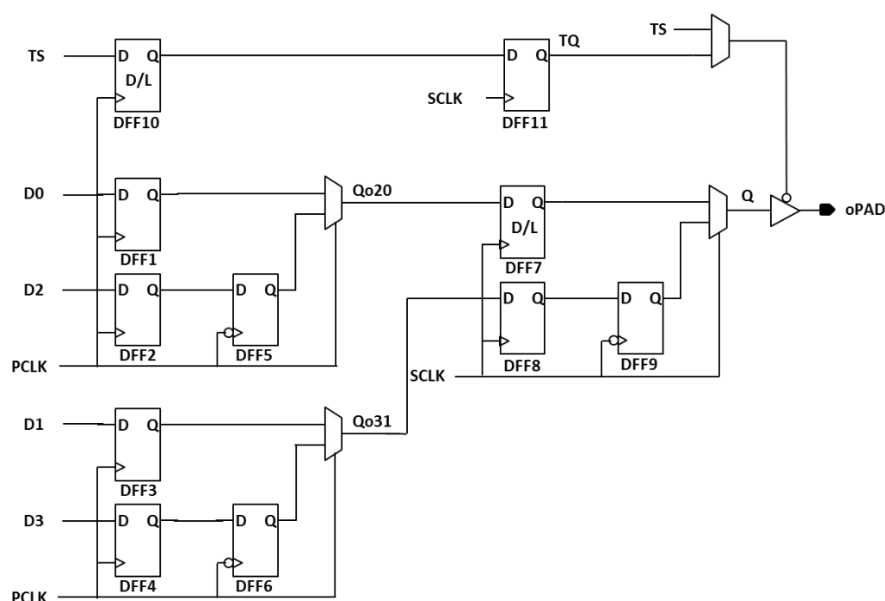 TS
D Q
D/L
DFF10
SCLK
D Q
DFF11
TQ
TS
D0
D Q
DFF1
Qo20
D Q
D/L
DFF7
Q
oPAD
D2
D Q
DFF2
D Q
DFF5
PCLK
D Q
DFF8
D Q
DFF9
SCLK
D1
D Q
DFF3
Qo31
D3
D Q
DFF4
D Q
DFF6
PCLK